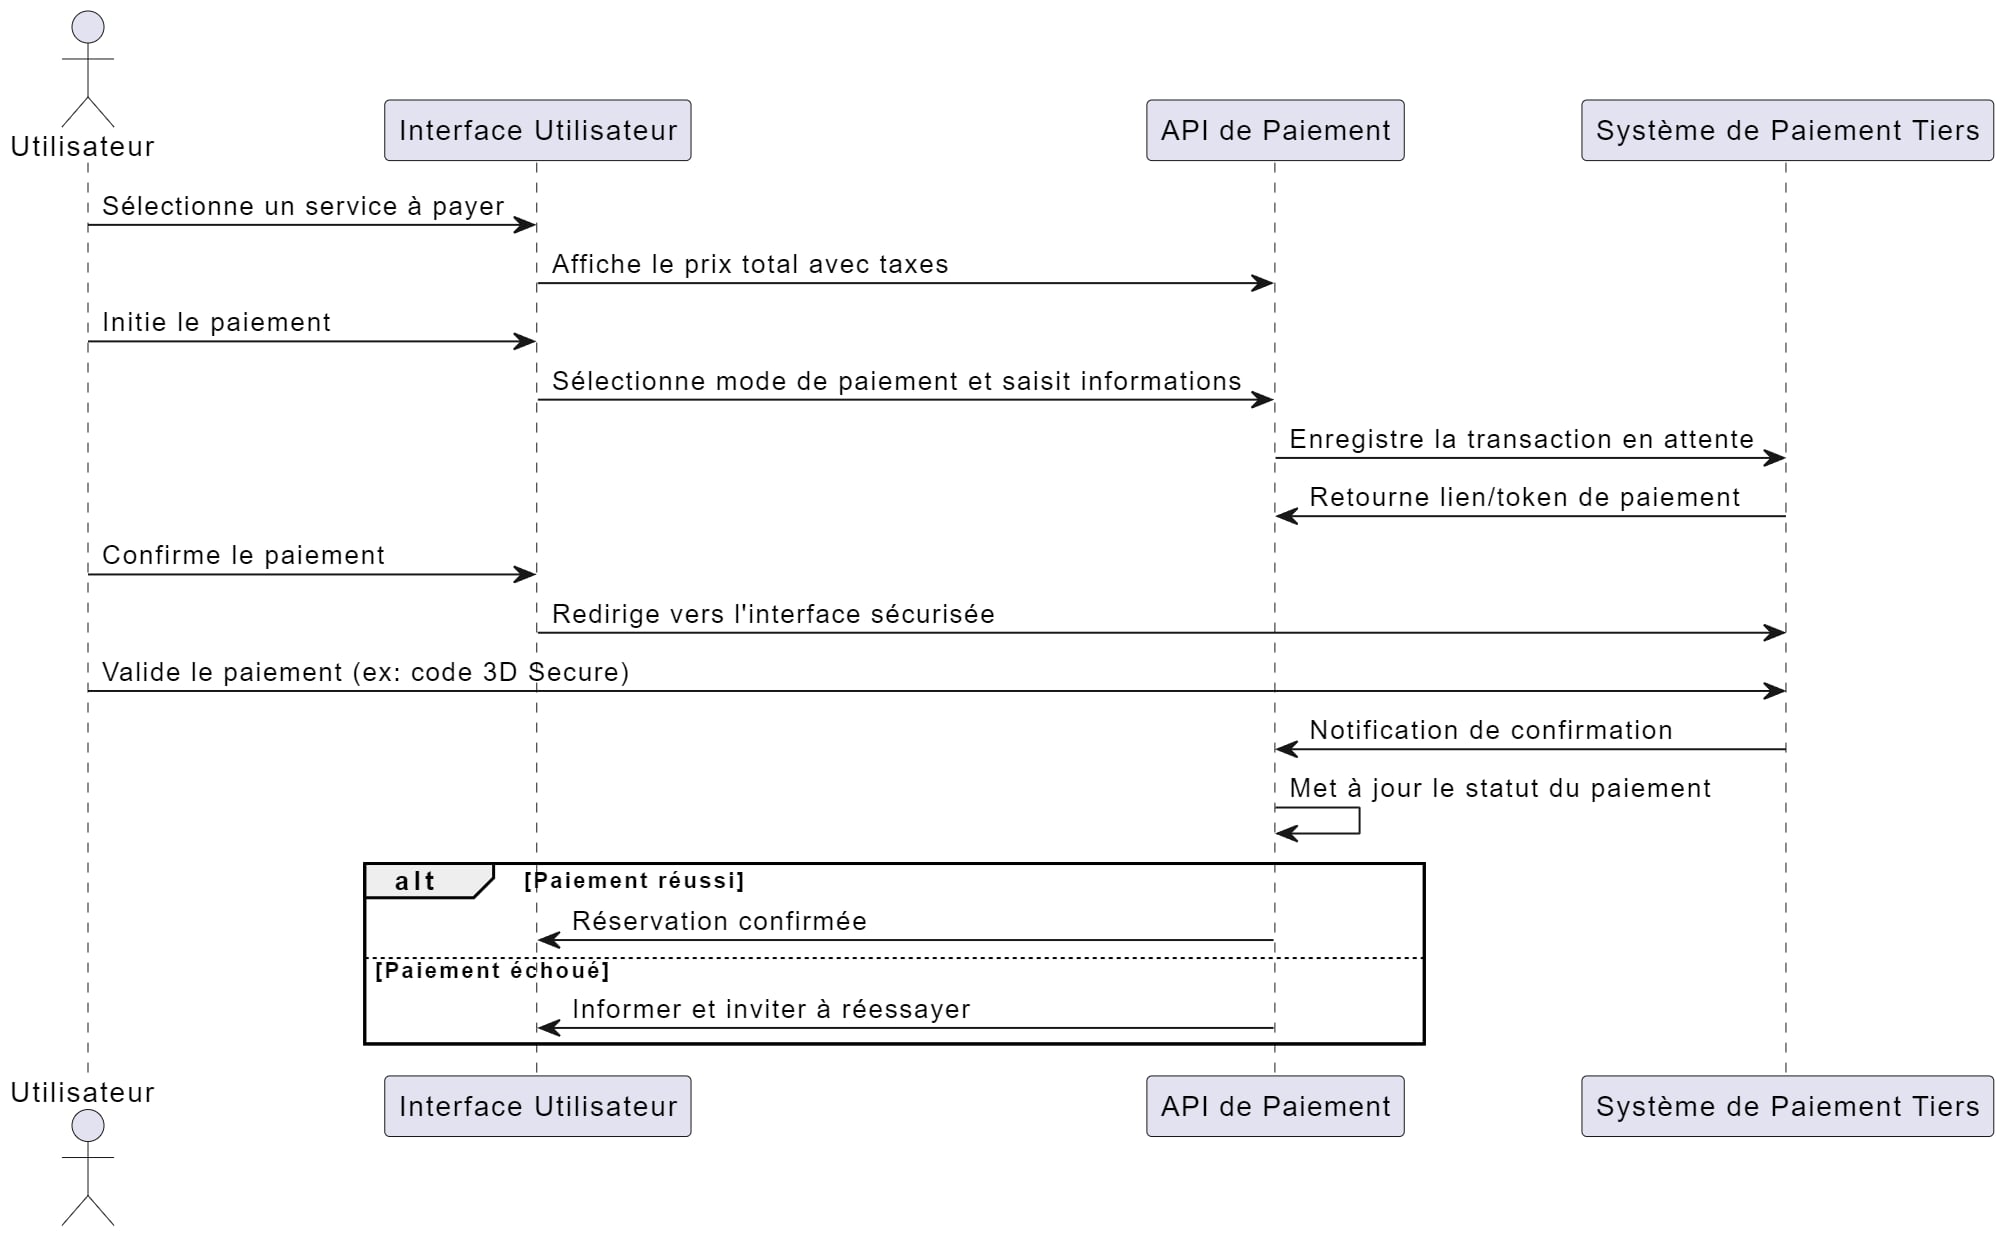 Utilisateur
Interface Utilisateur
API de Paiement
Système de Paiement Tiers
Sélectionne un service à payer
Affiche le prix total avec taxes
Initie le paiement
Sélectionne mode de paiement et saisit informations
Enregistre la transaction en attente
Retourne lien/token de paiement
Confirme le paiement
Redirige vers l'interface sécurisée
Valide le paiement (ex: code 3D Secure)
Notification de confirmation
Met à jour le statut du paiement
alt
[Paiement réussi]
Réservation confirmée
[Paiement échoué]
Informer et inviter à réessayer
Utilisateur
Interface Utilisateur
API de Paiement
Système de Paiement Tiers